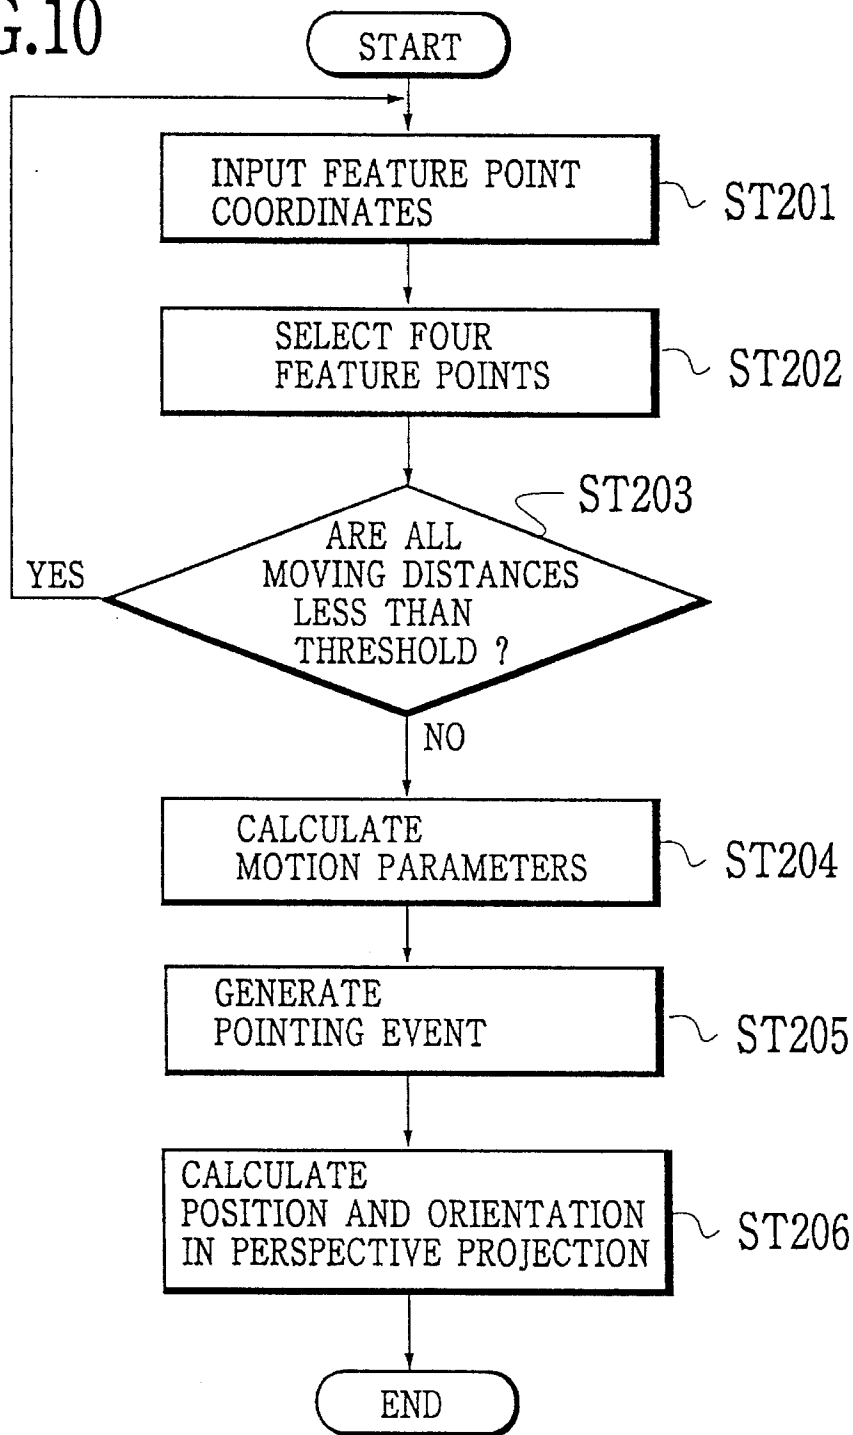 G.10
START
INPUT FEATURE POINT
COORDINATES
ST201
SELECT FOUR
FEATURE POINTS
ST202
ST203
ARE ALL
MOVING DISTANCES
LESS THAN
THRESHOLD ?
YES
NO
CALCULATE
MOTION PARAMETERS
ST204
GENERATE
POINTING EVENT
ST205
CALCULATE
POSITION AND ORIENTATION
IN PERSPECTIVE PROJECTION
ST206
END